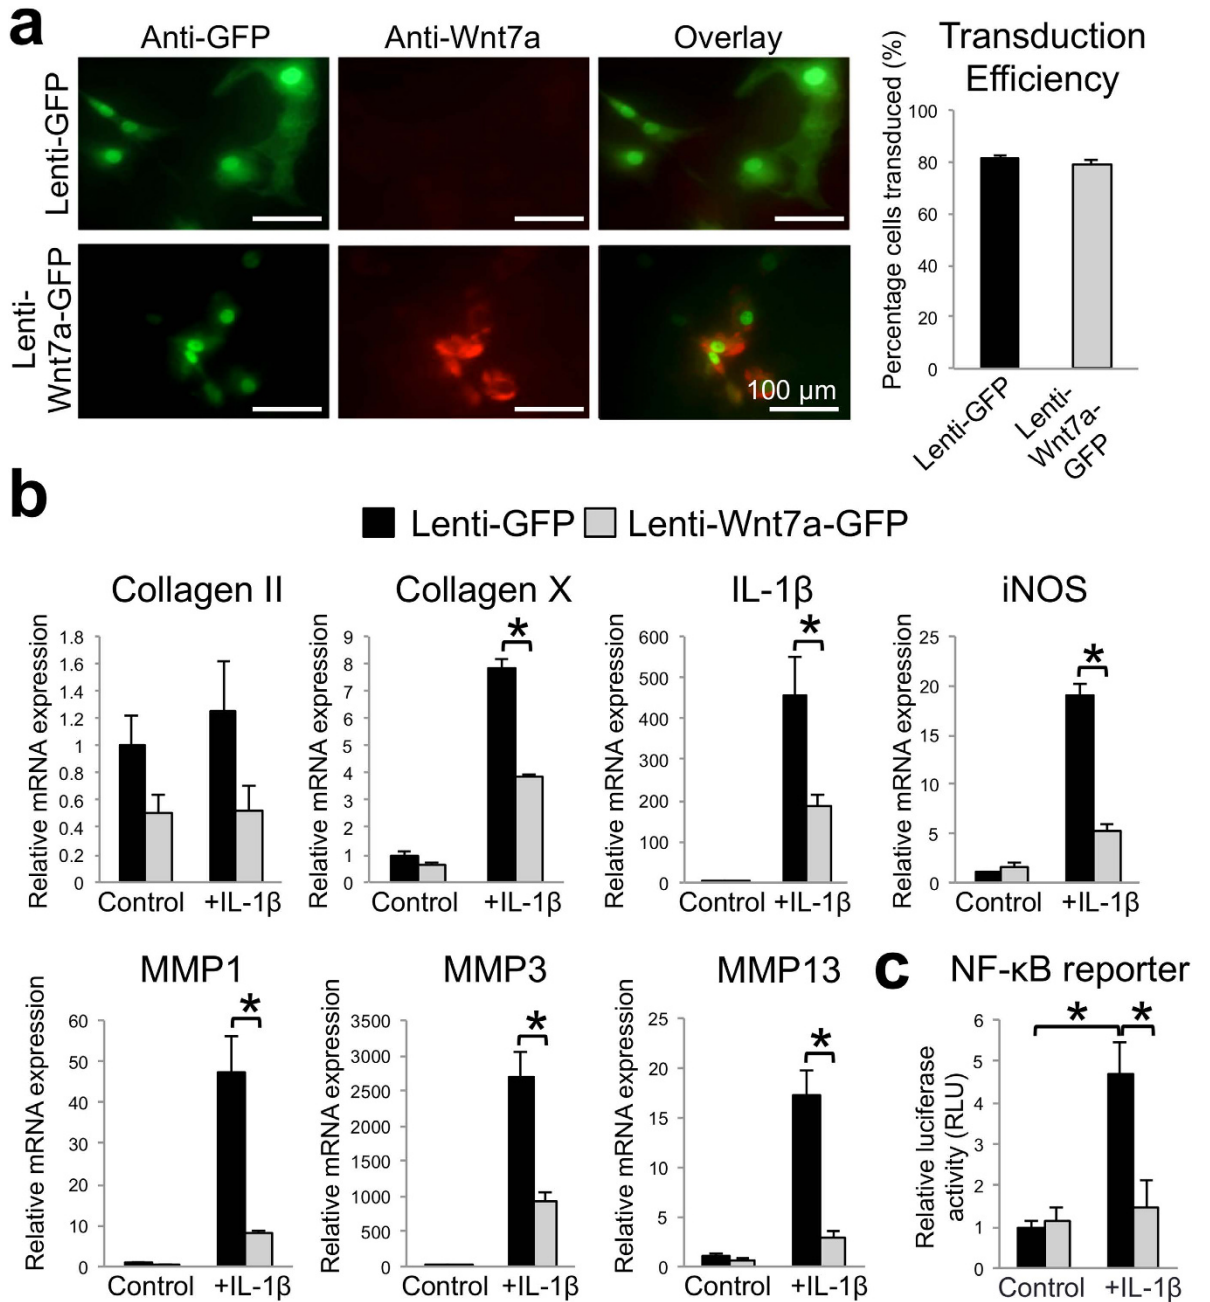 a
Anti-GFP
Anti-Wnt7a
Overlay
Lenti-GFP
Lenti-
Wnt7a-GFP
100 μm
Transduction
Efficiency
Percentage cells transduced (%)
100
80
60
40
20
0
Lenti-GFP
Lenti-
Wnt7a-
GFP
b
Lenti-GFP
Lenti-Wnt7a-GFP
Collagen II
Relative mRNA expression
1.8
1.6
1.4
1.2
1
0.8
0.6
0.4
0.2
0
Control
+IL-1β
Collagen X
*
Relative mRNA expression
9
8
7
6
5
4
3
2
1
0
Control
+IL-1β
IL-1β
*
Relative mRNA expression
600
500
400
300
200
100
0
Control
+IL-1β
iNOS
*
Relative mRNA expression
25
20
15
10
5
0
Control
+IL-1β
MMP1
*
Relative mRNA expression
60
50
40
30
20
10
0
Control
+IL-1β
MMP3
*
Relative mRNA expression
3500
3000
2500
2000
1500
1000
500
0
Control
+IL-1β
MMP13
*
Relative mRNA expression
25
20
15
10
5
0
Control
+IL-1β
c
NF-κB reporter
* *
Relative luciferase
activity (RLU)
6
5
4
3
2
1
0
Control
+IL-1β